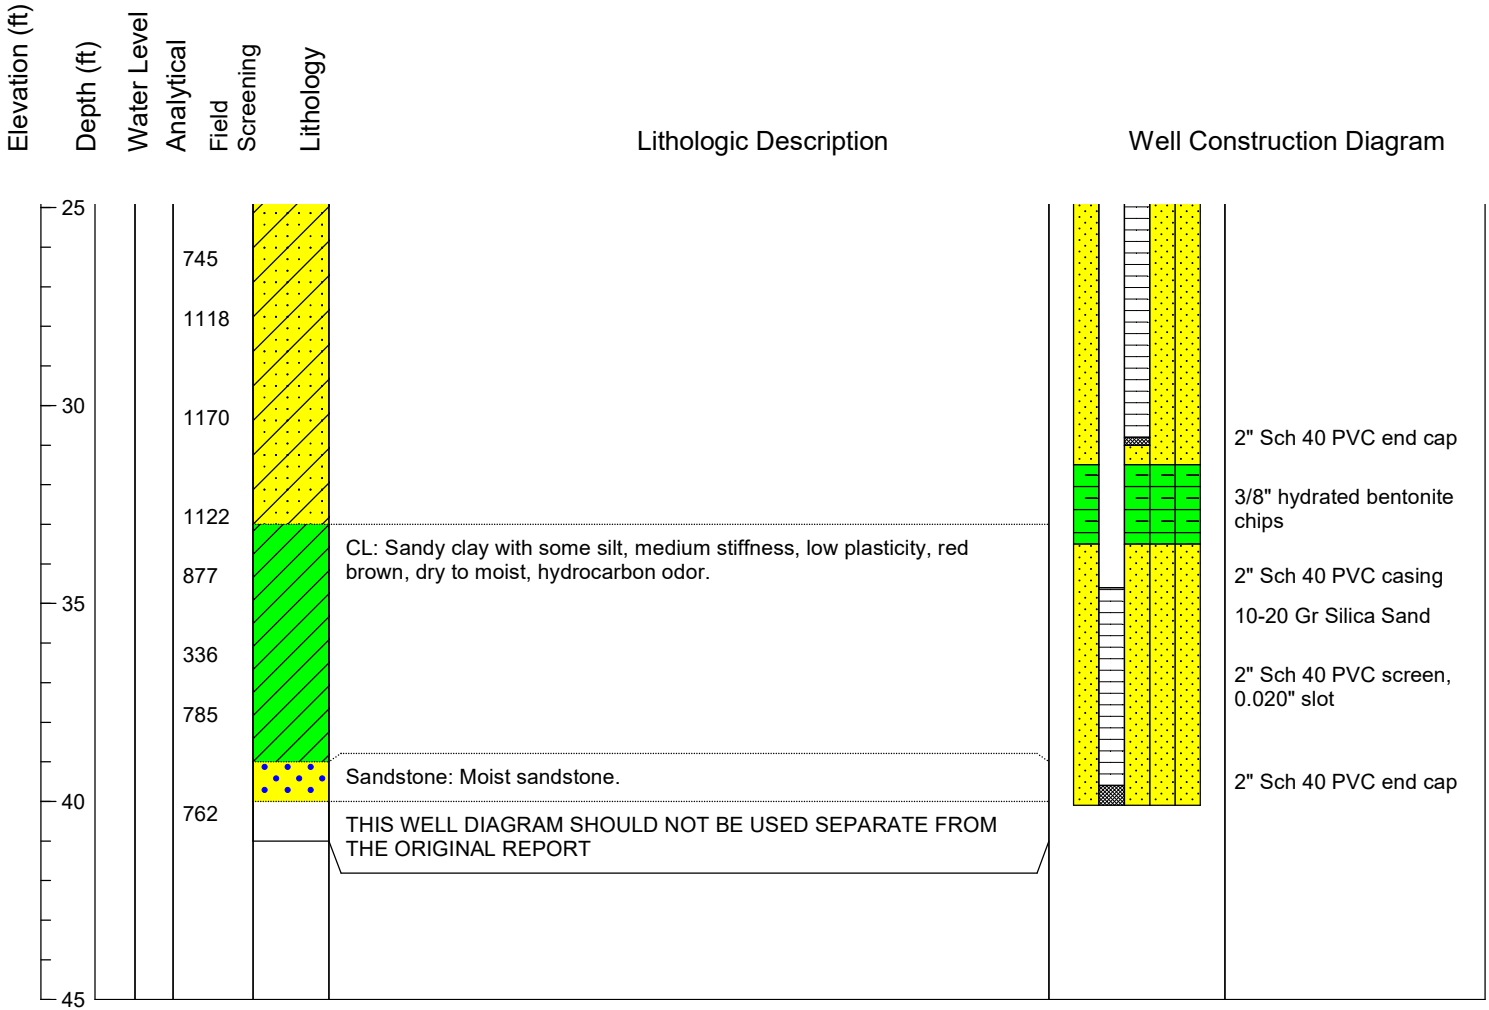 Elevation (ft)
Depth (ft)
Water Level
Analytical
Field
Screening
Lithology
Lithologic Description
Well Construction Diagram
25
745
1118
30
1170
2" Sch 40 PVC end cap
3/8" hydrated bentonite
chips
1122
CL: Sandy clay with some silt, medium stiffness, low plasticity, red
brown, dry to moist, hydrocarbon odor.
877
2" Sch 40 PVC casing
35
10-20 Gr Silica Sand
336
2" Sch 40 PVC screen,
0.020" slot
785
Sandstone: Moist sandstone.
2" Sch 40 PVC end cap
40
762
THIS WELL DIAGRAM SHOULD NOT BE USED SEPARATE FROM
THE ORIGINAL REPORT
45